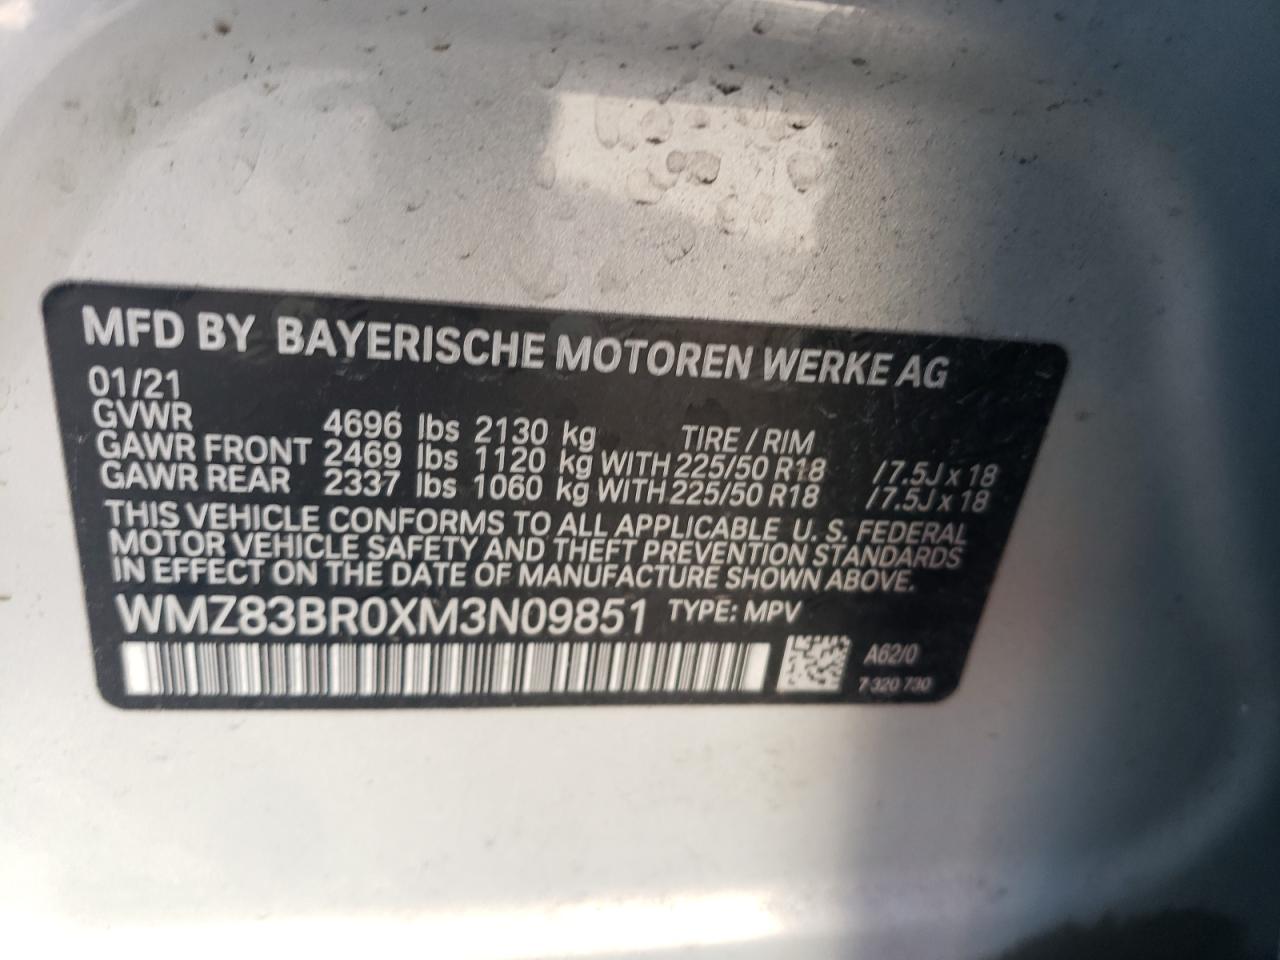 MFD BY BAYERISCHE MOTOREN WERKE AG
01/21
GVWR 4696 lbs 2130 kg TIRE / RIM
GAWR FRONT 2469 lbs 1120 kg WITH 225/50 R18 /7.5J x 18
GAWR REAR 2337 lbs 1060 kg WITH 225/50 R18 /7.5J x 18
THIS VEHICLE CONFORMS TO ALL APPLICABLE U. S. FEDERAL
MOTOR VEHICLE SAFETY AND THEFT PREVENTION STANDARDS
IN EFFECT ON THE DATE OF MANUFACTURE SHOWN ABOVE.
WMZ83BR0XM3N09851 TYPE: MPV
A62/0
7 320 730